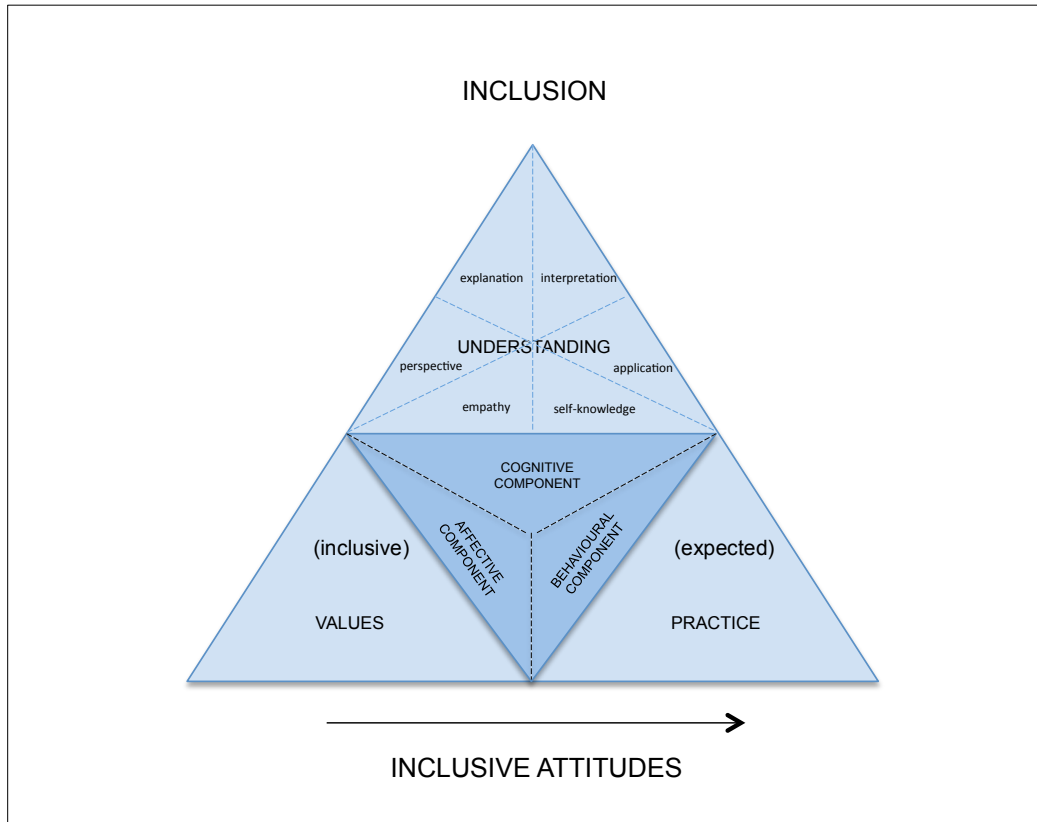 INCLUSION
explanation interpretation
UNDERSTANDING
perspective application
empathy self-knowledge
COGNITIVE
COMPONENT
AFFECTIVE
COMPONENT
BEHAVIOURAL
COMPONENT
(inclusive) (expected)
VALUES PRACTICE
INCLUSIVE ATTITUDES